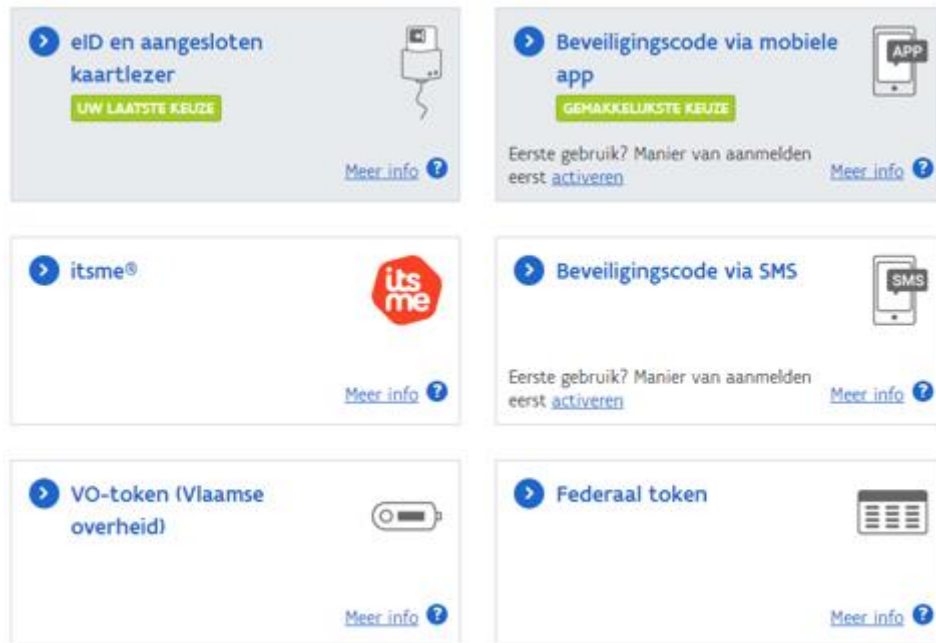 eID en aangesloten
kaartlezer
UW LAATSTE KEUZE
Meer info ?
Beveiligingscode via mobiele
app
APP
GEMAKKELIJKSTE KEUZE
Eerste gebruik? Manier van aanmelden
eerst activeren
Meer info ?
itsme®
its
me
Meer info ?
Beveiligingscode via SMS
SMS
Eerste gebruik? Manier van aanmelden
eerst activeren
Meer info ?
VO-token (Vlaamse
overheid)
Meer info ?
Federaal token
Meer info ?